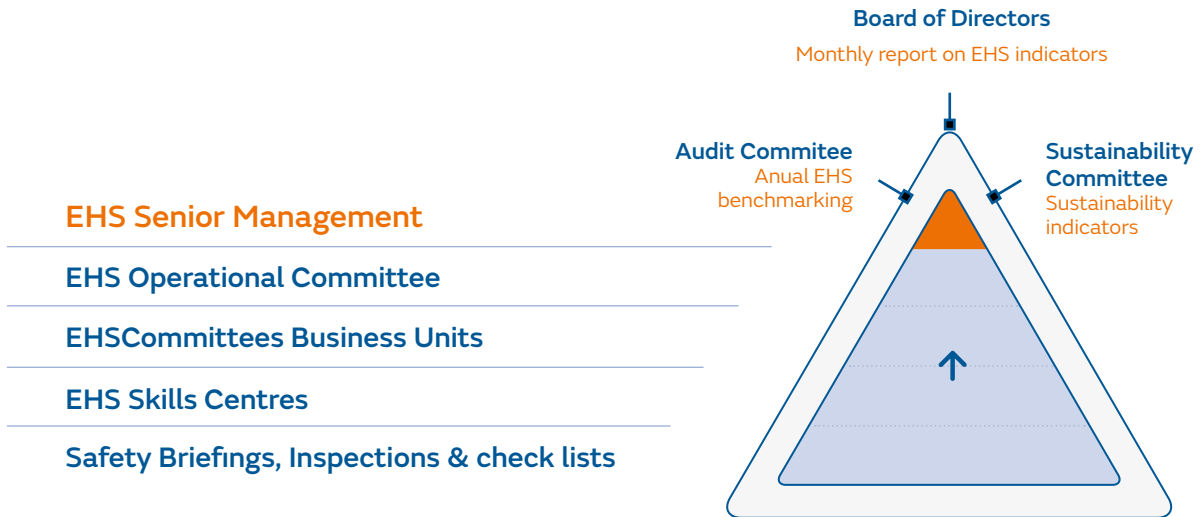 Board of Directors
Monthly report on EHS indicators
Audit Commitee
Anual EHS
benchmarking
Sustainability
Committee
Sustainability
indicators
EHS Senior Management
EHS Operational Committee
EHSCommittees Business Units
EHS Skills Centres
Safety Briefings, Inspections & check lists